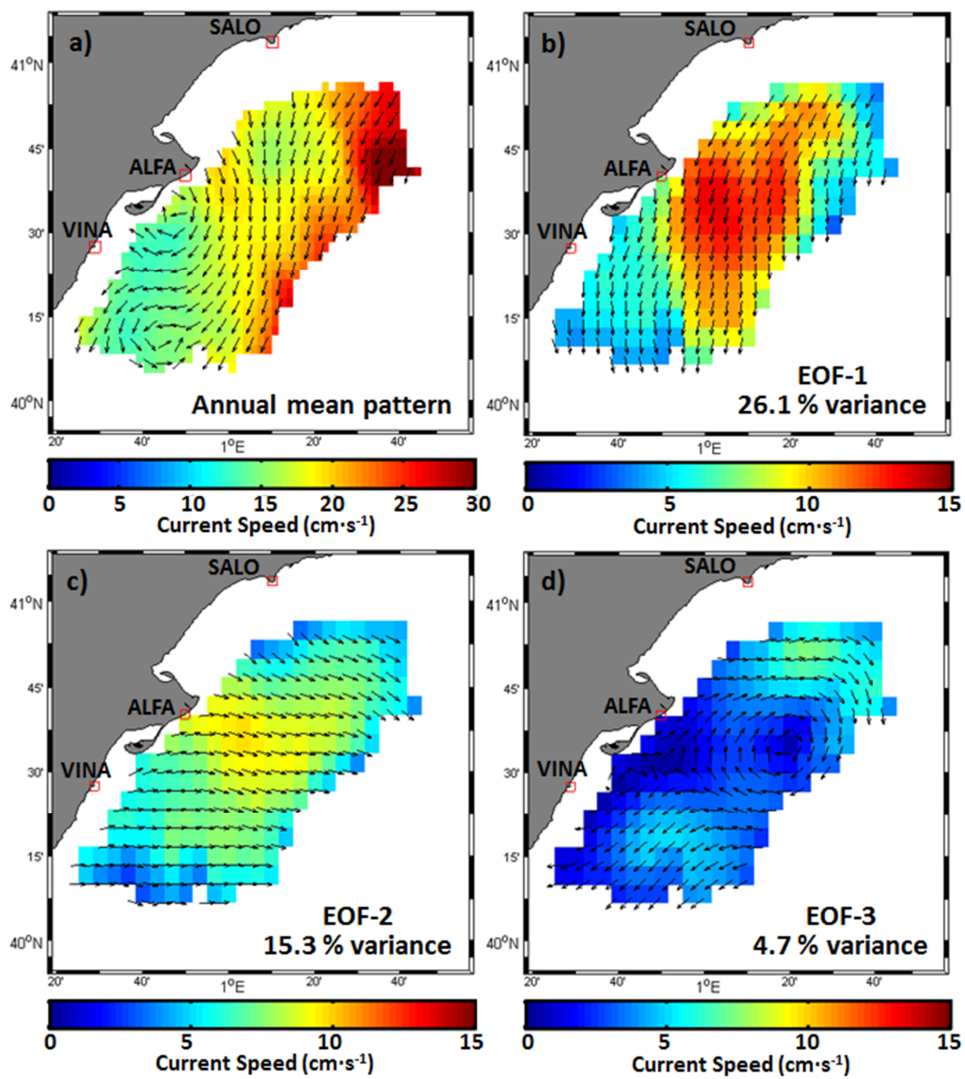 a)
SALO
41°N
45'
ALFA
VINA
30'
15'
40°N
Annual mean pattern
20' 40' 1°E 20' 40'
0 5 10 15 20 25 30
Current Speed (cm·s⁻¹)
b)
SALO
41°N
45'
ALFA
VINA
30'
15'
EOF-1
40°N
26.1 % variance
20' 40' 1°E 20' 40'
0 5 10 15
Current Speed (cm·s⁻¹)
c)
SALO
41°N
45'
ALFA
VINA
30'
15'
EOF-2
40°N
15.3 % variance
20' 40' 1°E 20' 40'
0 5 10 15
Current Speed (cm·s⁻¹)
d)
SALO
41°N
45'
ALFA
VINA
30'
15'
EOF-3
40°N
4.7 % variance
20' 40' 1°E 20' 40'
0 5 10 15
Current Speed (cm·s⁻¹)